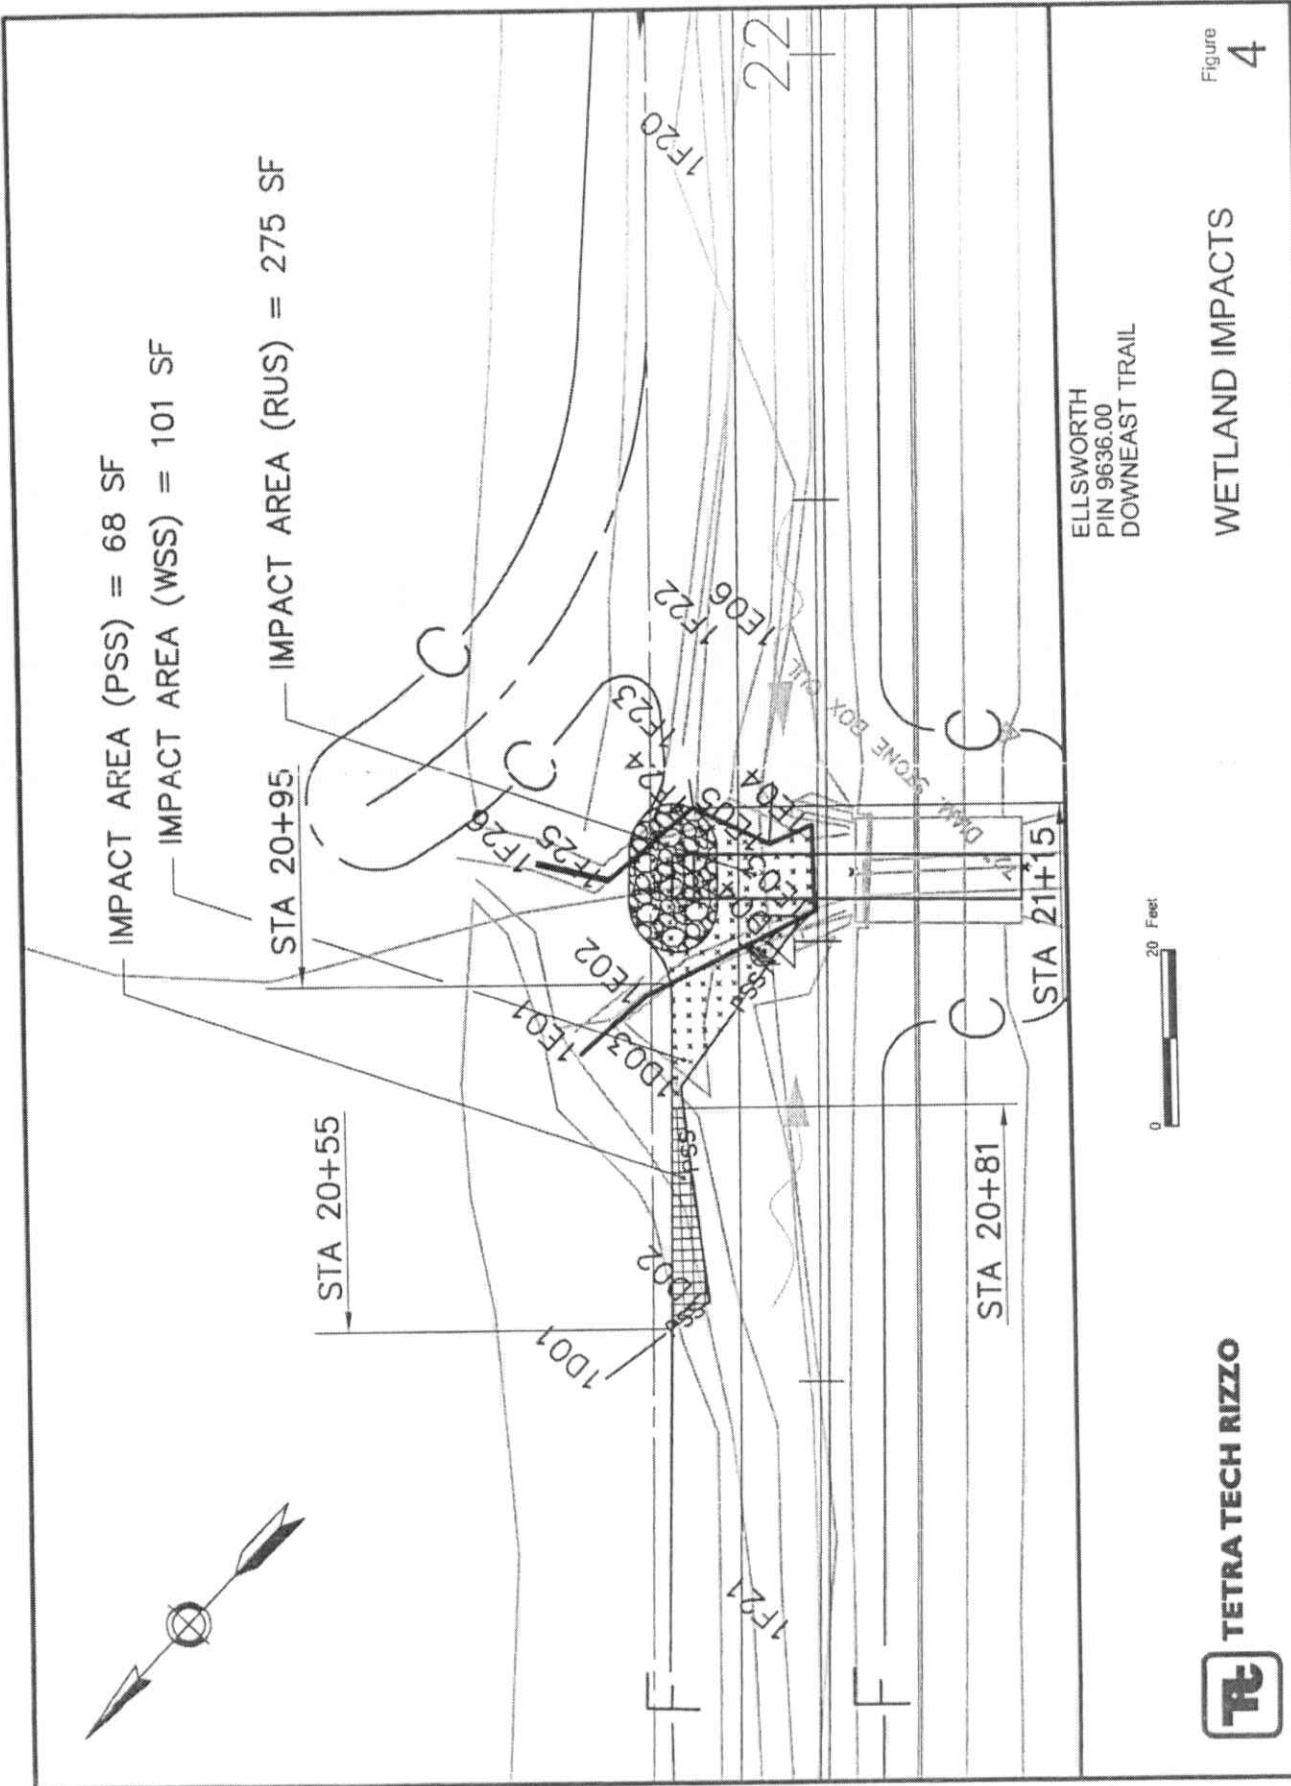 IMPACT AREA (PSS) = 68 SF
IMPACT AREA (WSS) = 101 SF
IMPACT AREA (RUS) = 275 SF
STA 20+55
STA 20+95
22
1F20
C
C
1F26
1F25
1F23
1F22
1E06
1E04
1E01
1E02
1D03
1D01
PSS
PSS
1F21
F
F
C
C
STONE BOX CUL
STA 20+81
STA 21+15
0
20 Feet
ELLSWORTH
PIN 9636.00
DOWNEAST TRAIL
TETRA TECH RIZZO
WETLAND IMPACTS
Figure
4